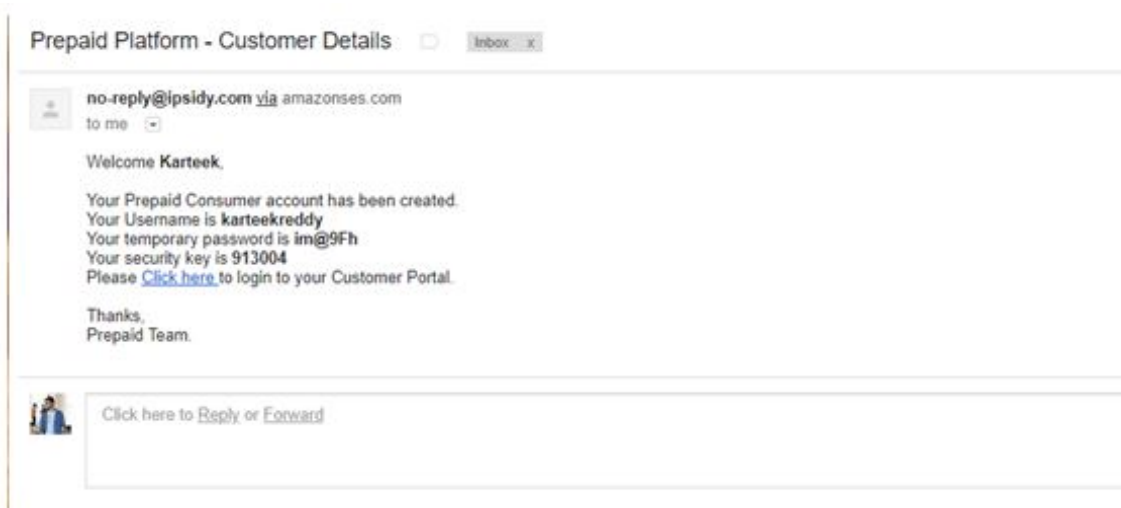 Prepaid Platform - Customer Details Inbox x
no-reply@ipsidy.com via amazonses.com
to me
Welcome Karteek,
Your Prepaid Consumer account has been created.
Your Username is karteekreddy
Your temporary password is im@9Fh
Your security key is 913004
Please Click here to login to your Customer Portal.
Thanks,
Prepaid Team.
Click here to Reply or Forward